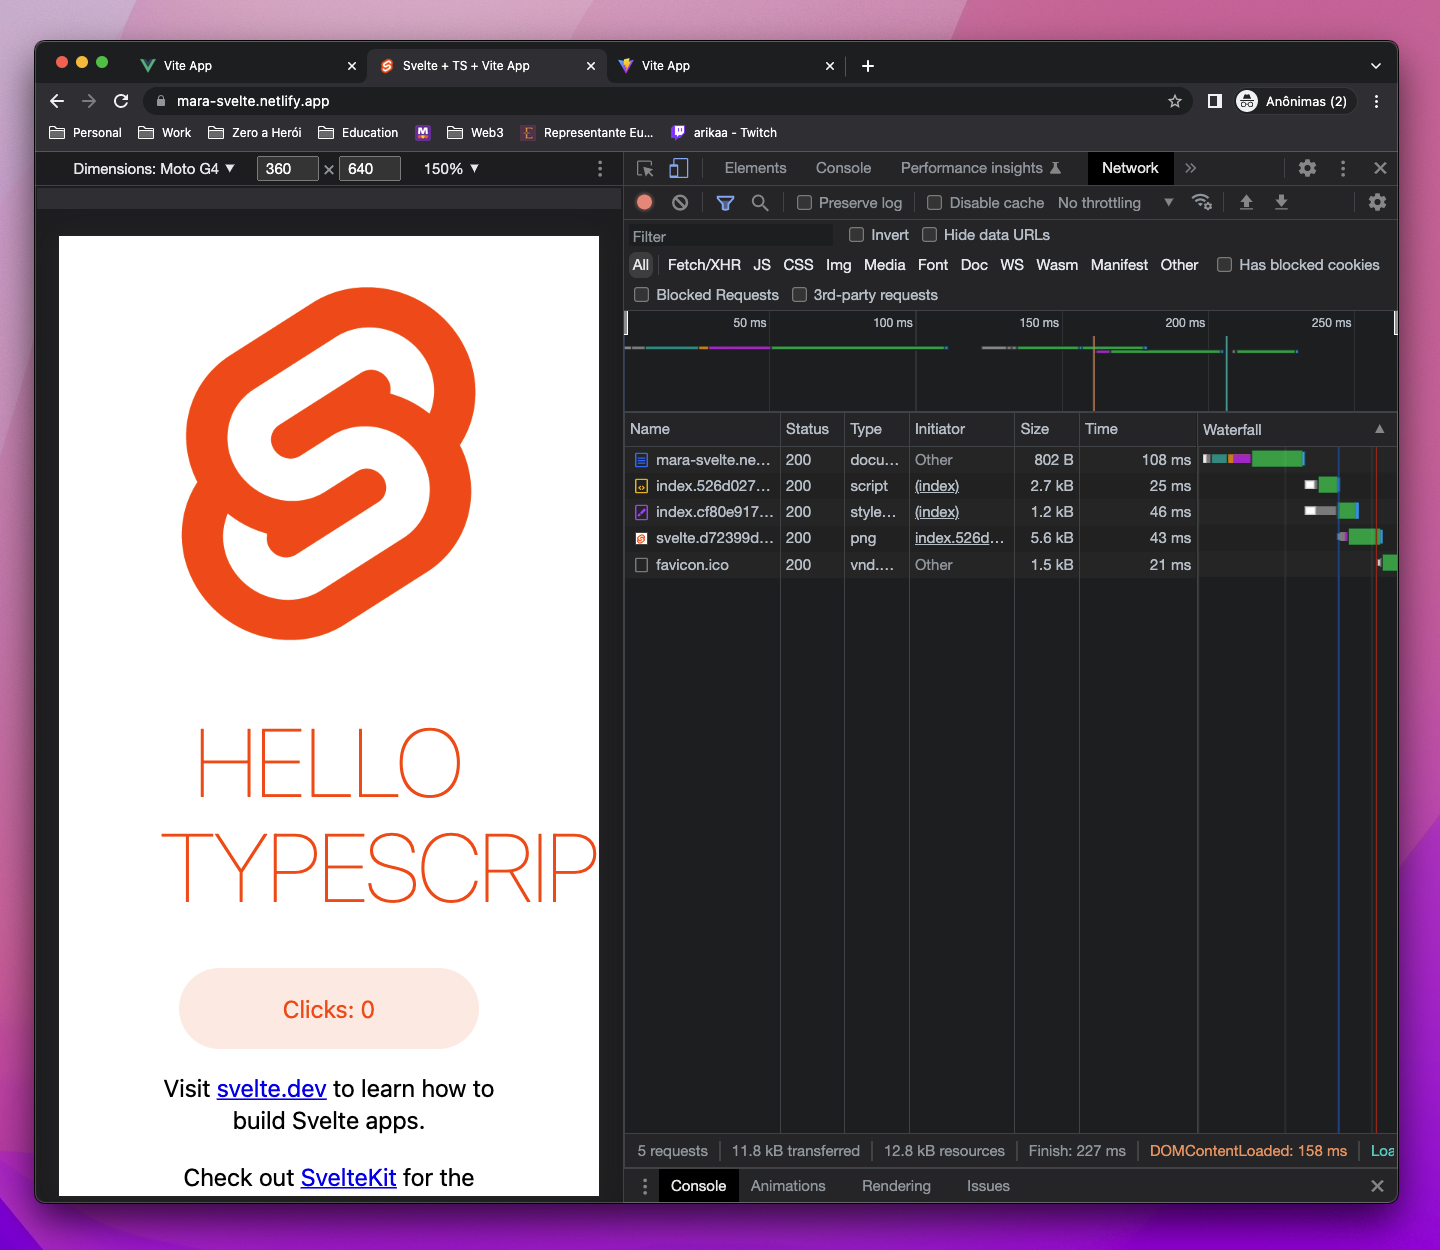 Vite App
Svelte + TS + Vite App
Vite App
mara-svelte.netlify.app
Anônimas (2)
Personal
Work
Zero a Herói
Education
Web3
Representante Eu...
arikaa - Twitch
Dimensions: Moto G4
360 × 640
150%
Elements
Console
Performance insights
Network
Preserve log
Disable cache
No throttling
Filter
Invert
Hide data URLs
All
Fetch/XHR JS CSS Img Media Font Doc WS Wasm Manifest Other
Has blocked cookies
Blocked Requests
3rd-party requests
50 ms 100 ms 150 ms 200 ms 250 ms
Name Status Type Initiator Size Time Waterfall
mara-svelte.ne... 200 docu... Other 802 B 108 ms
index.526d027... 200 script (index) 2.7 kB 25 ms
index.cf80e917... 200 style... (index) 1.2 kB 46 ms
svelte.d72399d... 200 png index.526d... 5.6 kB 43 ms
favicon.ico 200 vnd.... Other 1.5 kB 21 ms
HELLO
TYPESCRIP
Clicks: 0
Visit svelte.dev to learn how to
build Svelte apps.
Check out SvelteKit for the
5 requests
11.8 kB transferred
12.8 kB resources
Finish: 227 ms
DOMContentLoaded: 158 ms
Loa
Console
Animations
Rendering
Issues